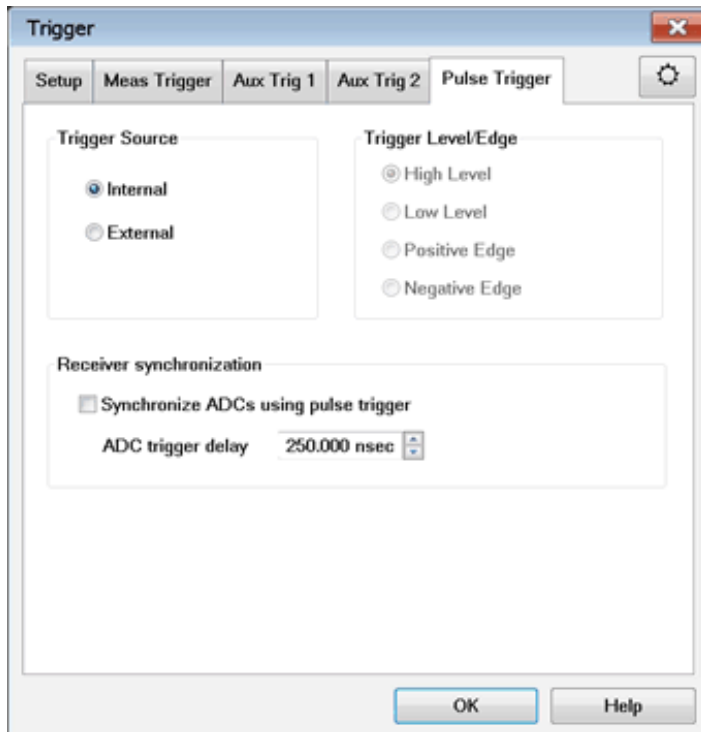 Trigger
Setup Meas Trigger Aux Trig 1 Aux Trig 2 Pulse Trigger
Trigger Source
Internal
External
Trigger Level/Edge
High Level
Low Level
Positive Edge
Negative Edge
Receiver synchronization
Synchronize ADCs using pulse trigger
ADC trigger delay 250.000 nsec
OK Help